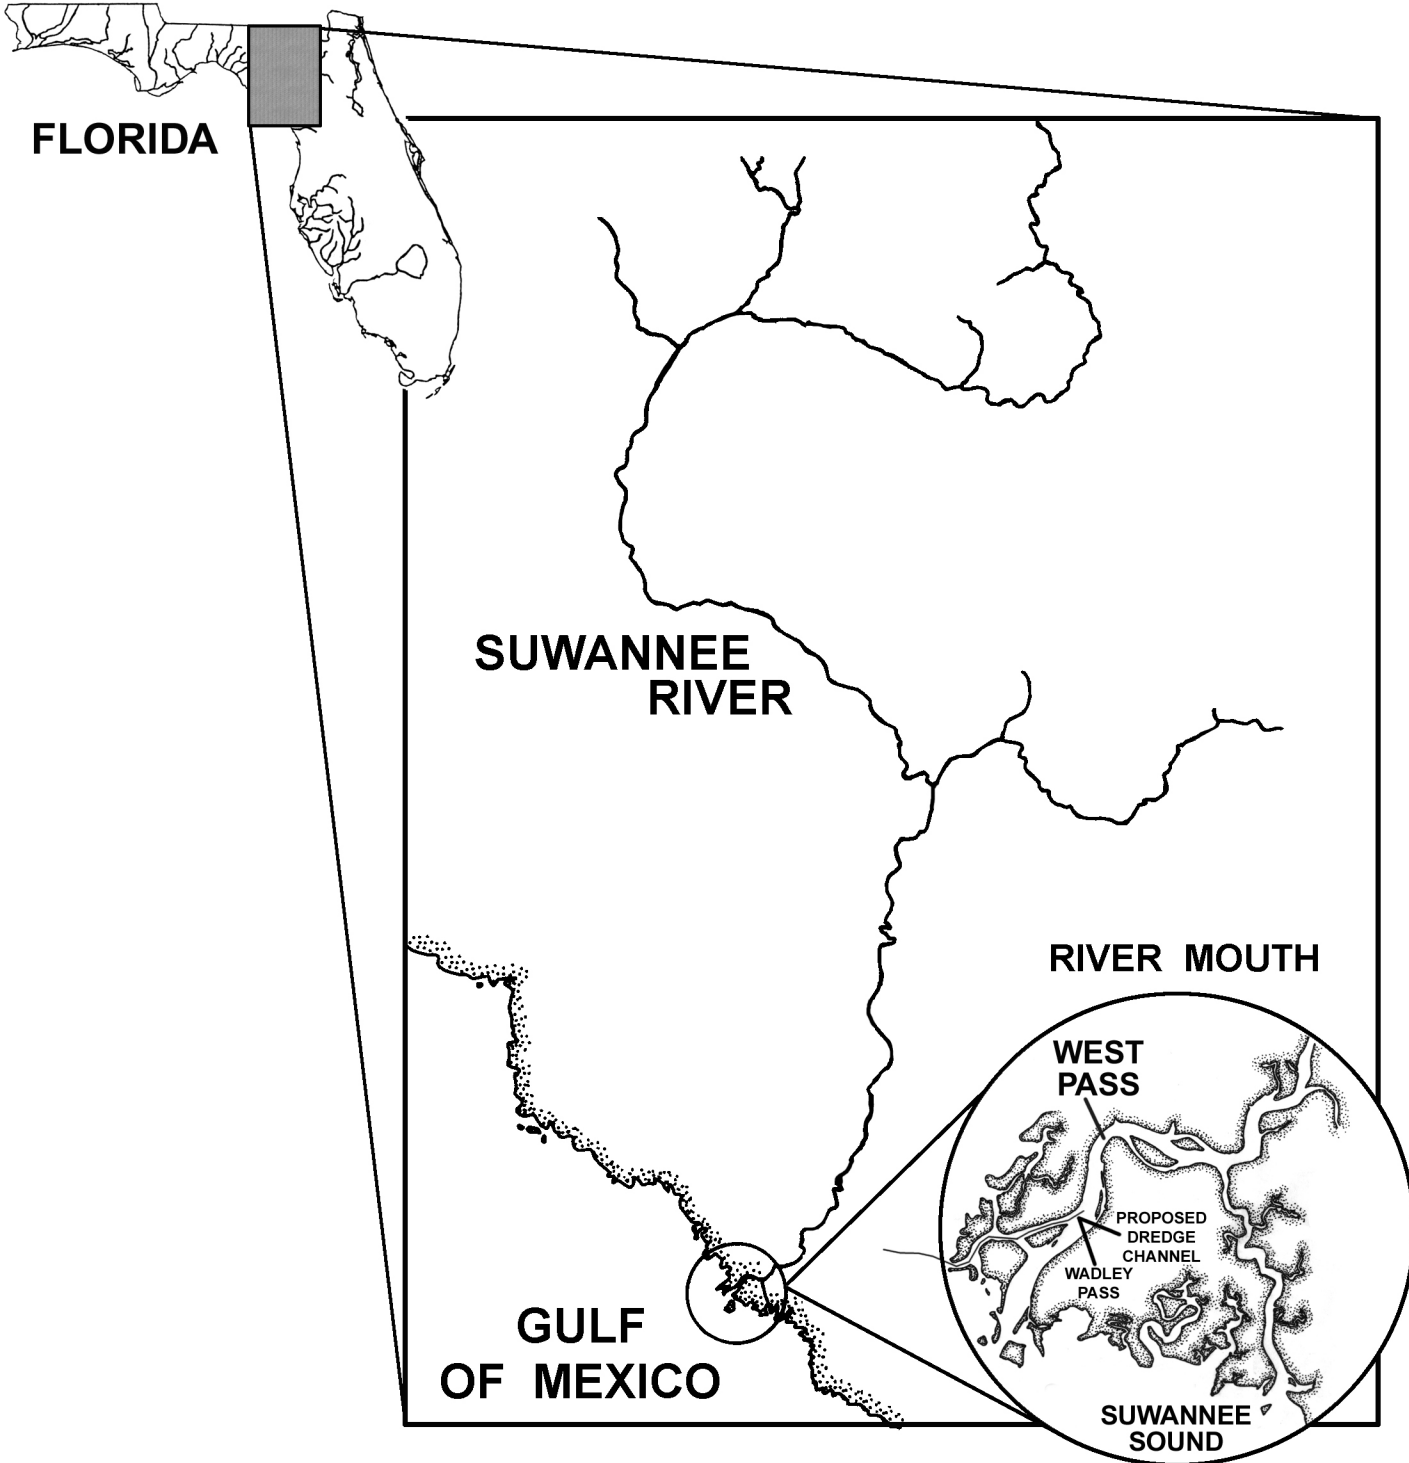 FLORIDA
SUWANNEE
RIVER
RIVER MOUTH
WEST
PASS
PROPOSED
DREDGE
CHANNEL
WADLEY
PASS
GULF
OF MEXICO
SUWANNEE
SOUND